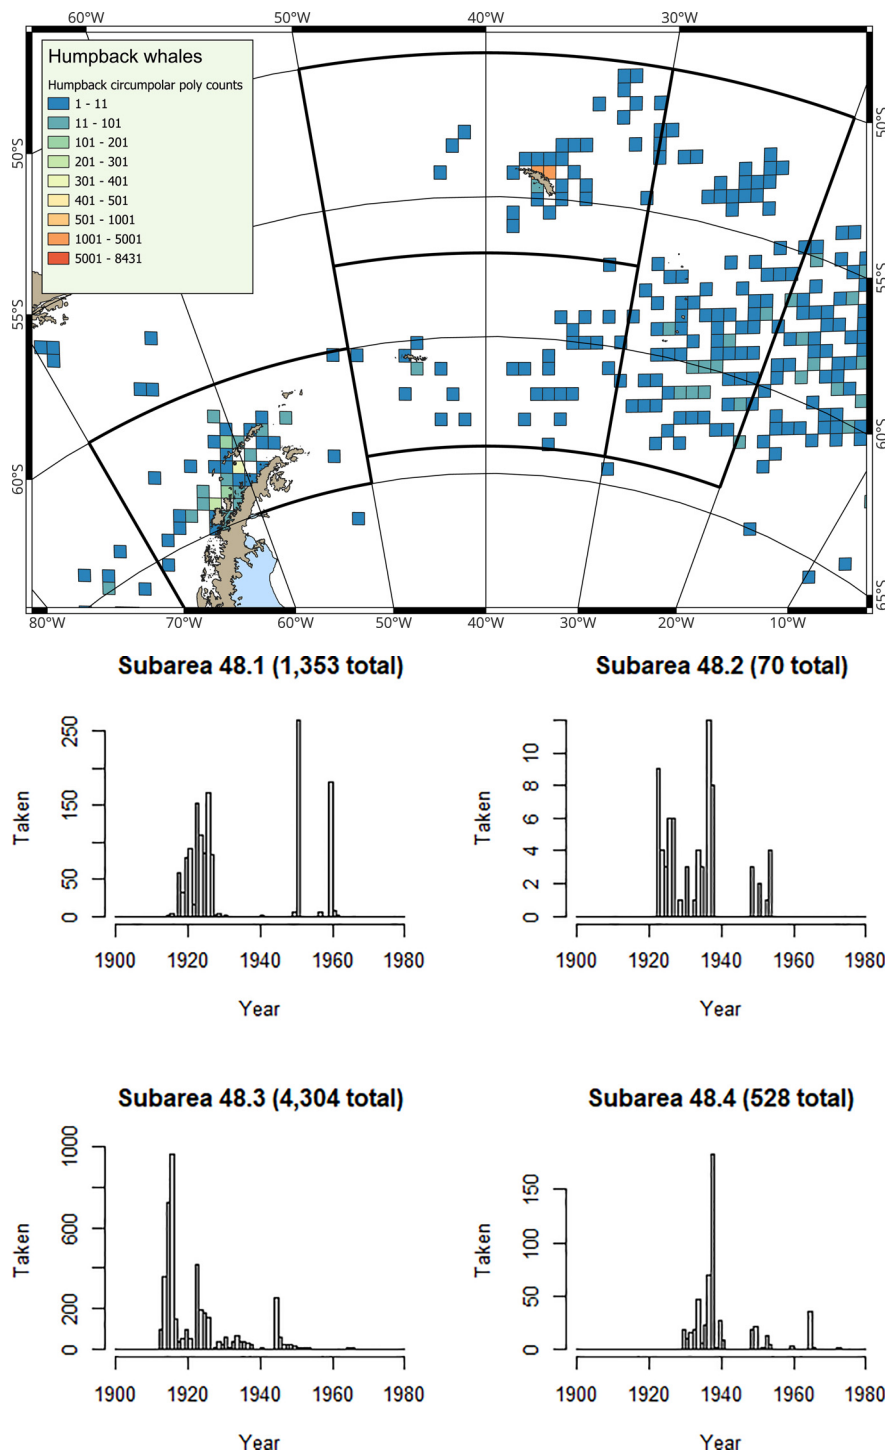 60°W 50°W 40°W 30°W
Humpback whales
Humpback circumpolar poly counts
1 - 11
11 - 101
101 - 201
201 - 301
301 - 401
401 - 501
501 - 1001
1001 - 5001
5001 - 8431
50°S
55°S
60°S
50°S
55°S
60°S
65°S
80°W 70°W 60°W 50°W 40°W 30°W 20°W 10°W
Subarea 48.1 (1,353 total)
Taken
250
150
50
0
1900 1920 1940 1960 1980
Year
Subarea 48.2 (70 total)
Taken
10
8
6
4
2
0
1900 1920 1940 1960 1980
Year
Subarea 48.3 (4,304 total)
Taken
1000
600
200
0
1900 1920 1940 1960 1980
Year
Subarea 48.4 (528 total)
Taken
150
100
50
0
1900 1920 1940 1960 1980
Year